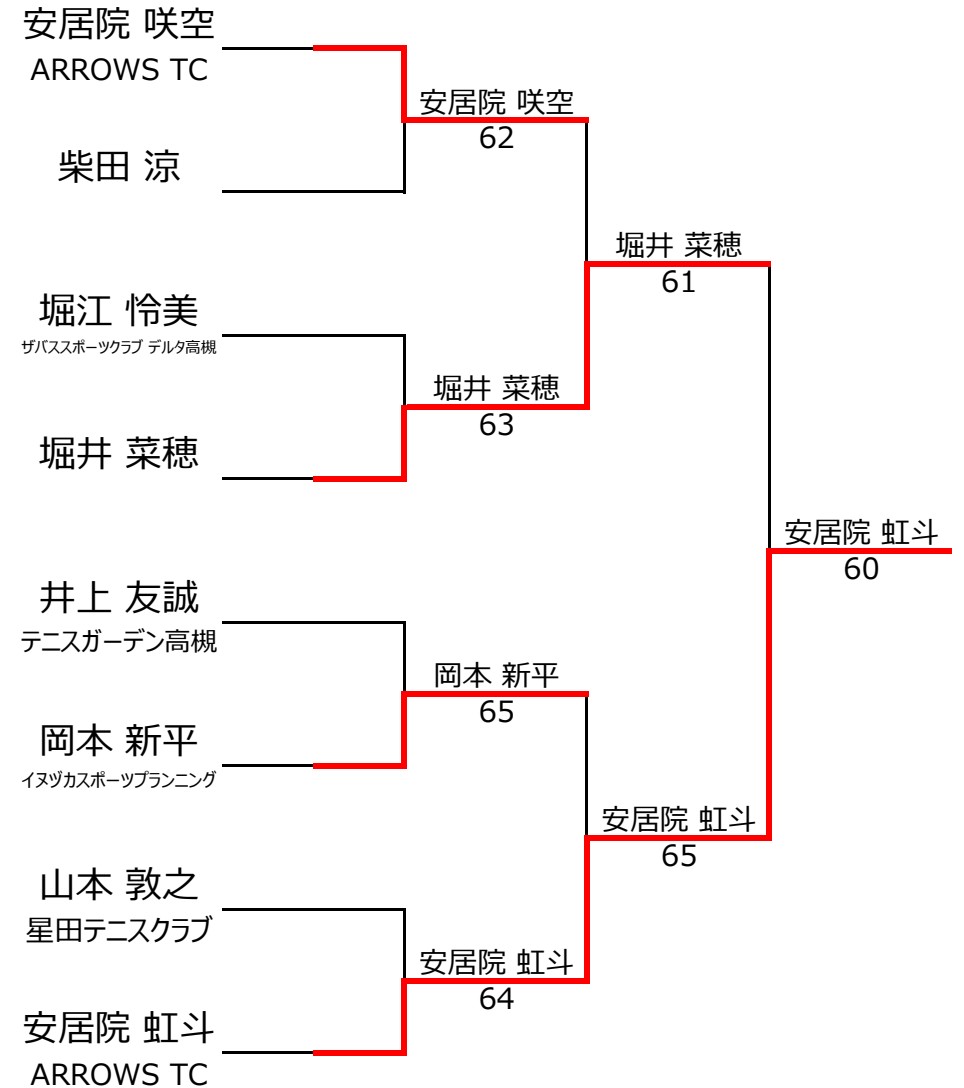 安居院 咲空
ARROWS TC
安居院 咲空
62
柴田 涼
堀井 菜穂
61
堀江 怜美
ザバススポーツクラブ デルタ高槻
堀井 菜穂
63
堀井 菜穂
安居院 虹斗
60
井上 友誠
テニスガーデン高槻
岡本 新平
65
岡本 新平
イヌヅカスポーツプランニング
安居院 虹斗
65
山本 敦之
星田テニスクラブ
安居院 虹斗
64
安居院 虹斗
ARROWS TC